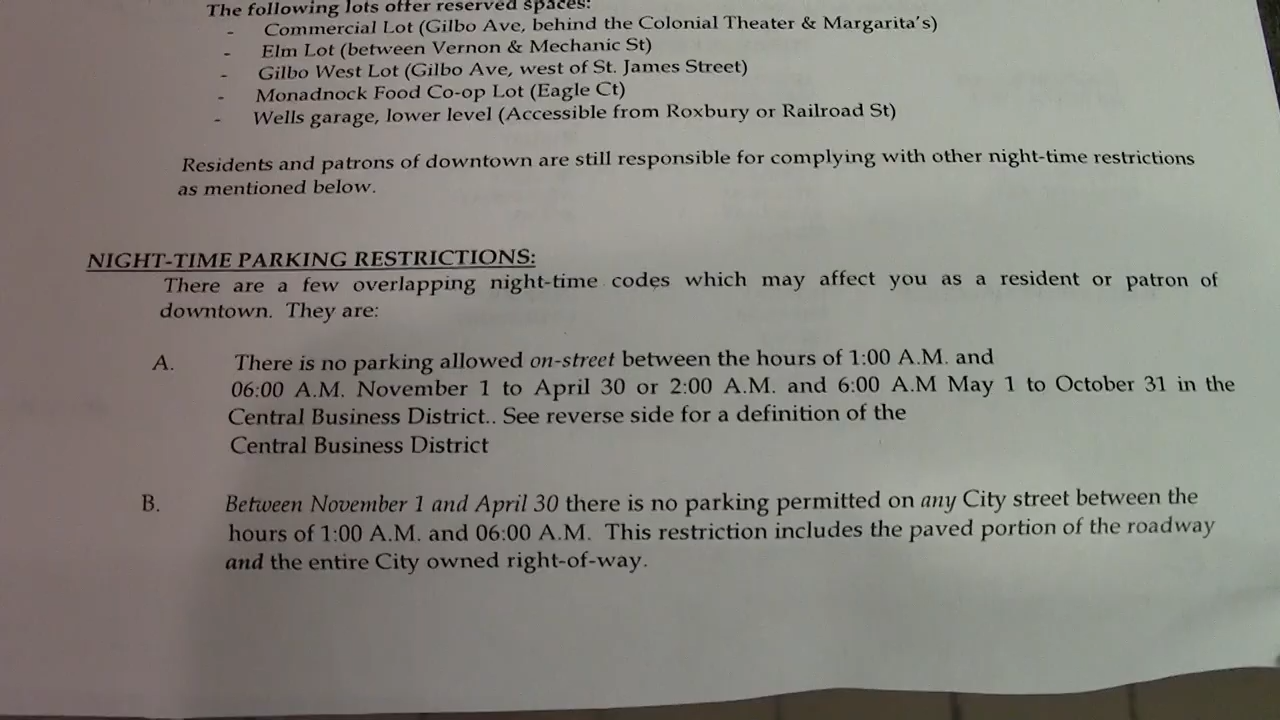 The following lots offer reserved spaces:
- Commercial Lot (Gilbo Ave, behind the Colonial Theater & Margarita's)
- Elm Lot (between Vernon & Mechanic St)
- Gilbo West Lot (Gilbo Ave, west of St. James Street)
- Monadnock Food Co-op Lot (Eagle Ct)
- Wells garage, lower level (Accessible from Roxbury or Railroad St)
Residents and patrons of downtown are still responsible for complying with other night-time restrictions
as mentioned below.
NIGHT-TIME PARKING RESTRICTIONS:
There are a few overlapping night-time codes which may affect you as a resident or patron of
downtown. They are:
A. There is no parking allowed on-street between the hours of 1:00 A.M. and
06:00 A.M. November 1 to April 30 or 2:00 A.M. and 6:00 A.M May 1 to October 31 in the
Central Business District.. See reverse side for a definition of the
Central Business District
B. Between November 1 and April 30 there is no parking permitted on any City street between the
hours of 1:00 A.M. and 06:00 A.M. This restriction includes the paved portion of the roadway
and the entire City owned right-of-way.